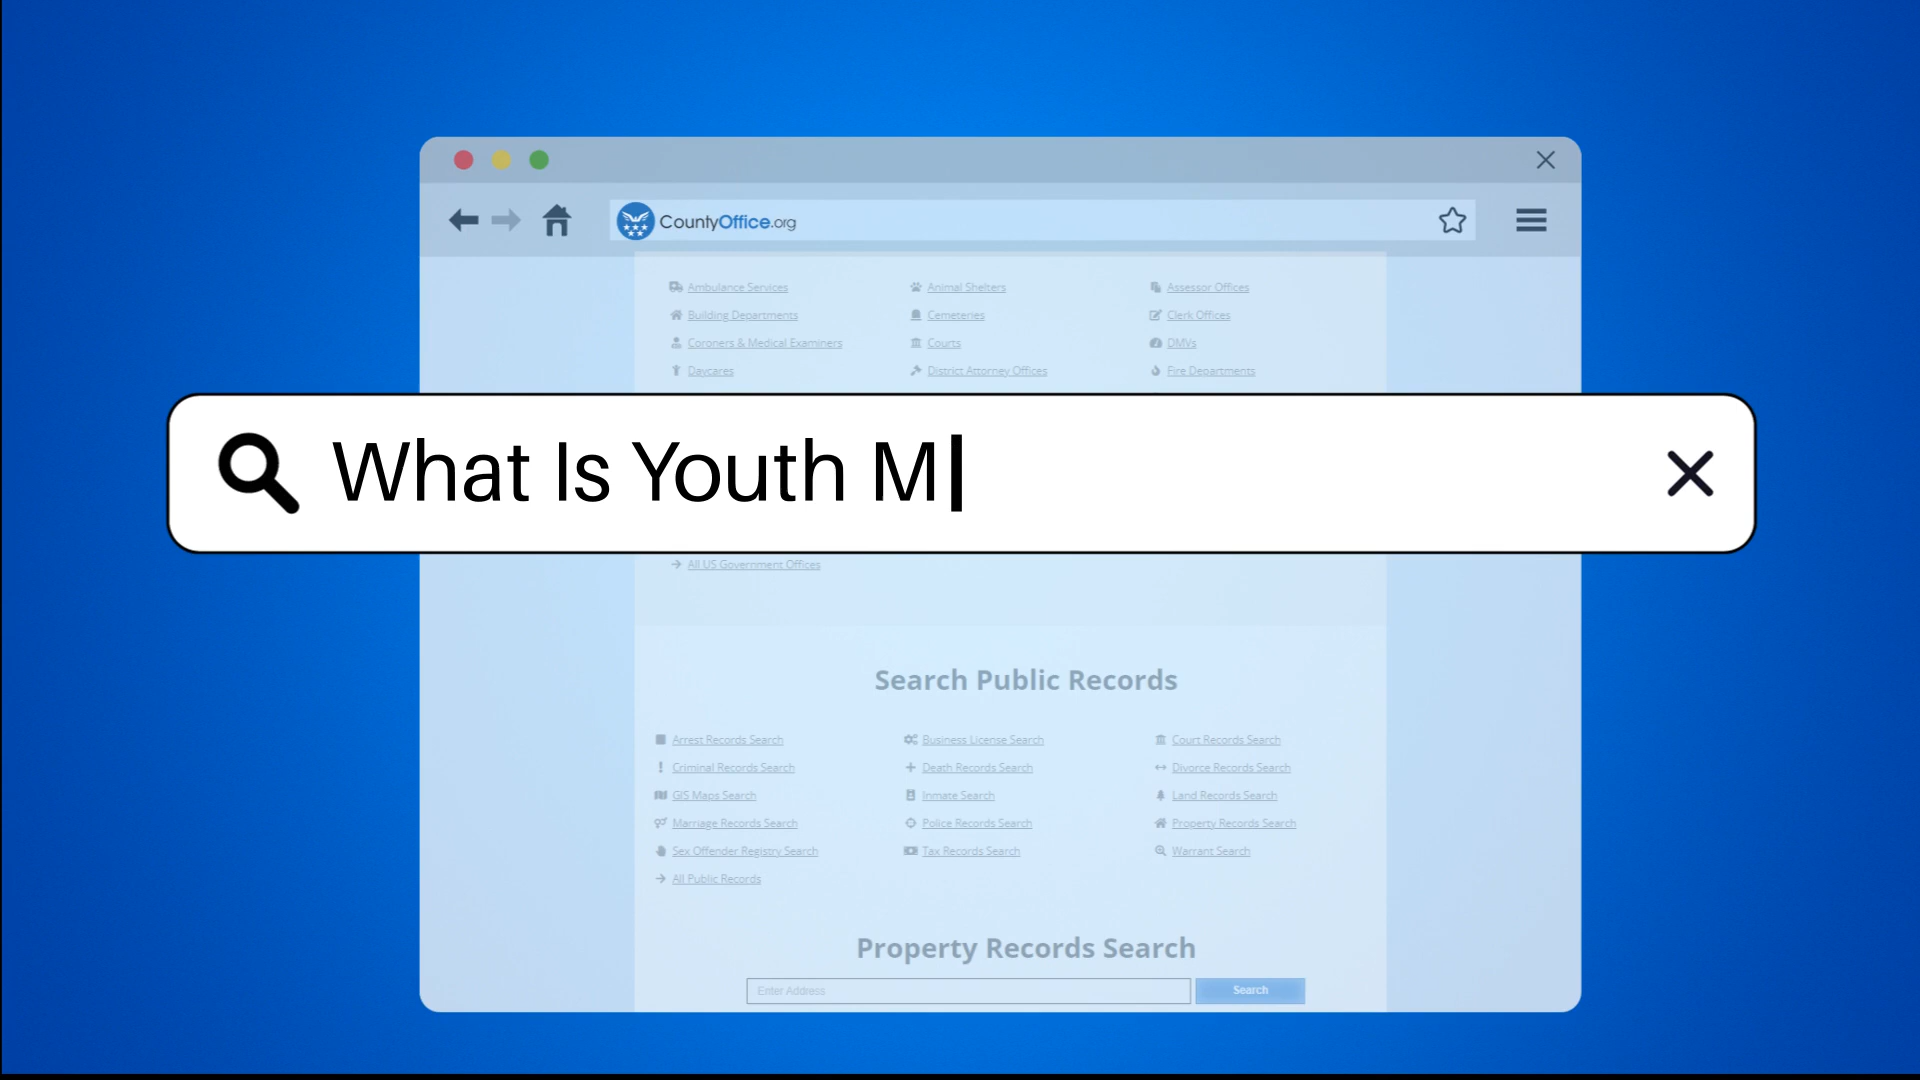 CountyOffice.org
Ambulance Services Animal Shelters Assessor Offices
Building Departments Cemeteries Clerk Offices
Coroners & Medical Examiners Courts DMVs
Daycares District Attorney Offices Fire Departments
What Is Youth M
All US Government Offices
Search Public Records
Arrest Records Search Business License Search Court Records Search
Criminal Records Search Death Records Search Divorce Records Search
GIS Maps Search Inmate Search Land Records Search
Marriage Records Search Police Records Search Property Records Search
Sex Offender Registry Search Tax Records Search Warrant Search
All Public Records
Property Records Search
Enter Address Search